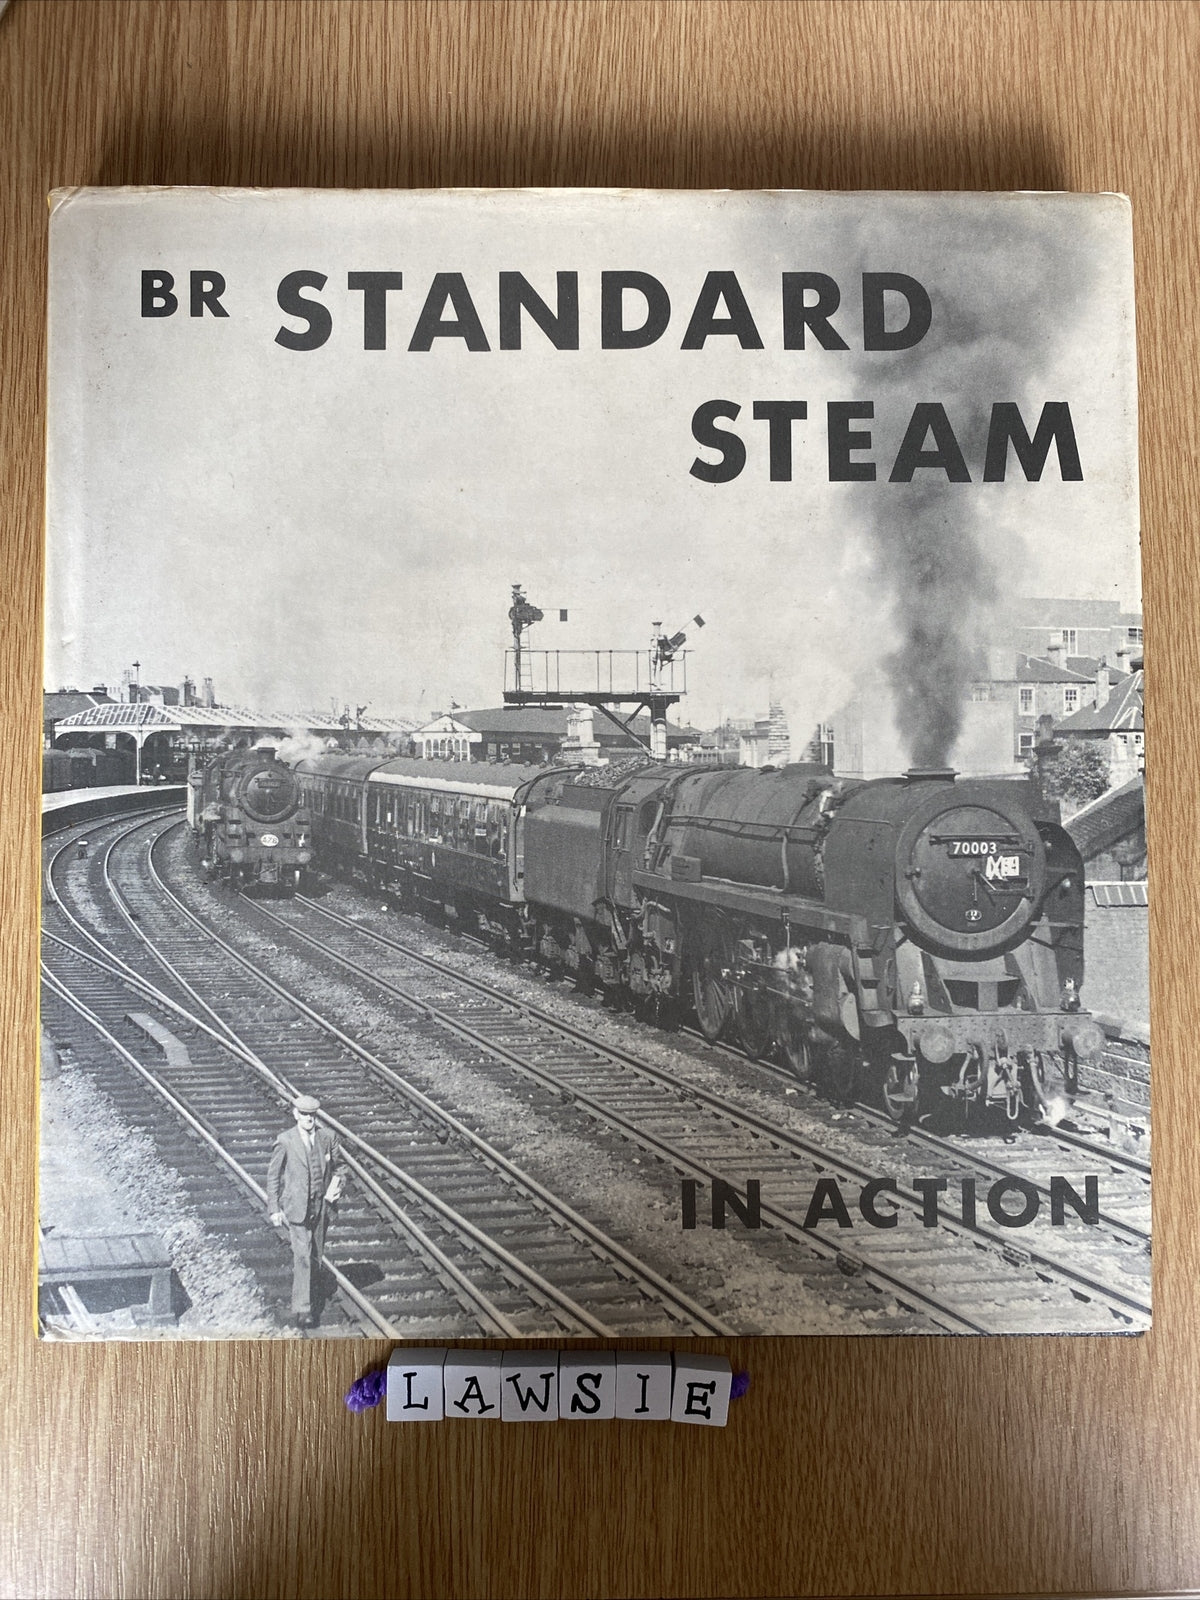 BR STANDARD
STEAM
70003
IN ACTION
LAWSIE